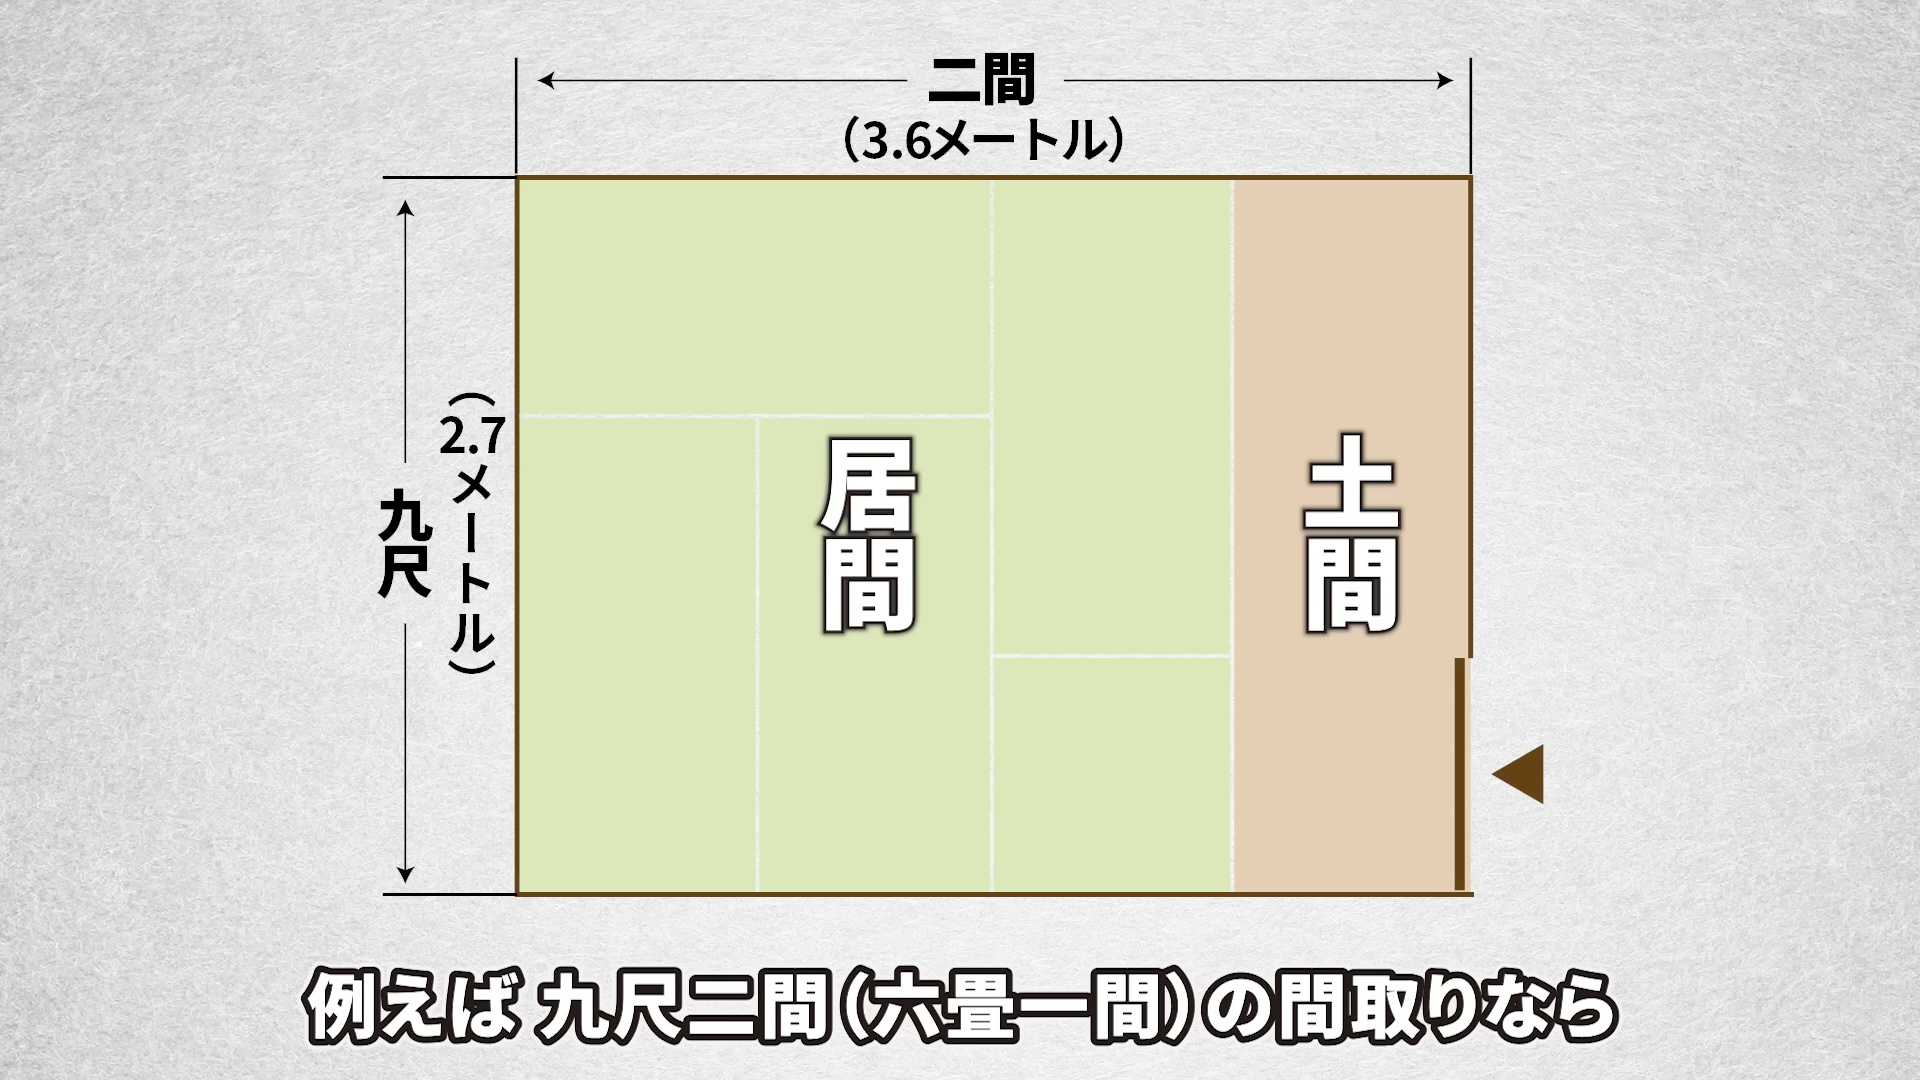 二間
（3.6メートル）
九尺
（2.7メートル）
居間
土間
例えば 九尺二間（六畳一間）の間取りなら